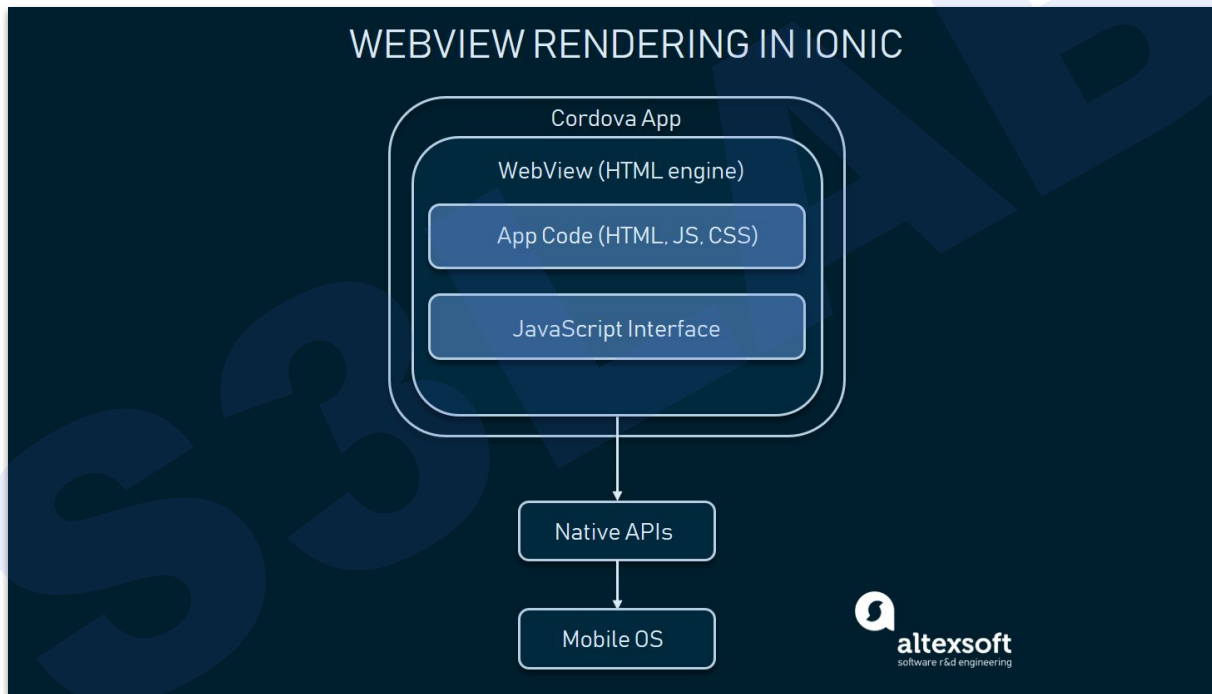 WEBVIEW RENDERING IN IONIC
Cordova App
WebView (HTML engine)
App Code (HTML, JS, CSS)
JavaScript Interface
Native APIs
Mobile OS
altexsoft
software r&d engineering
S3LAB